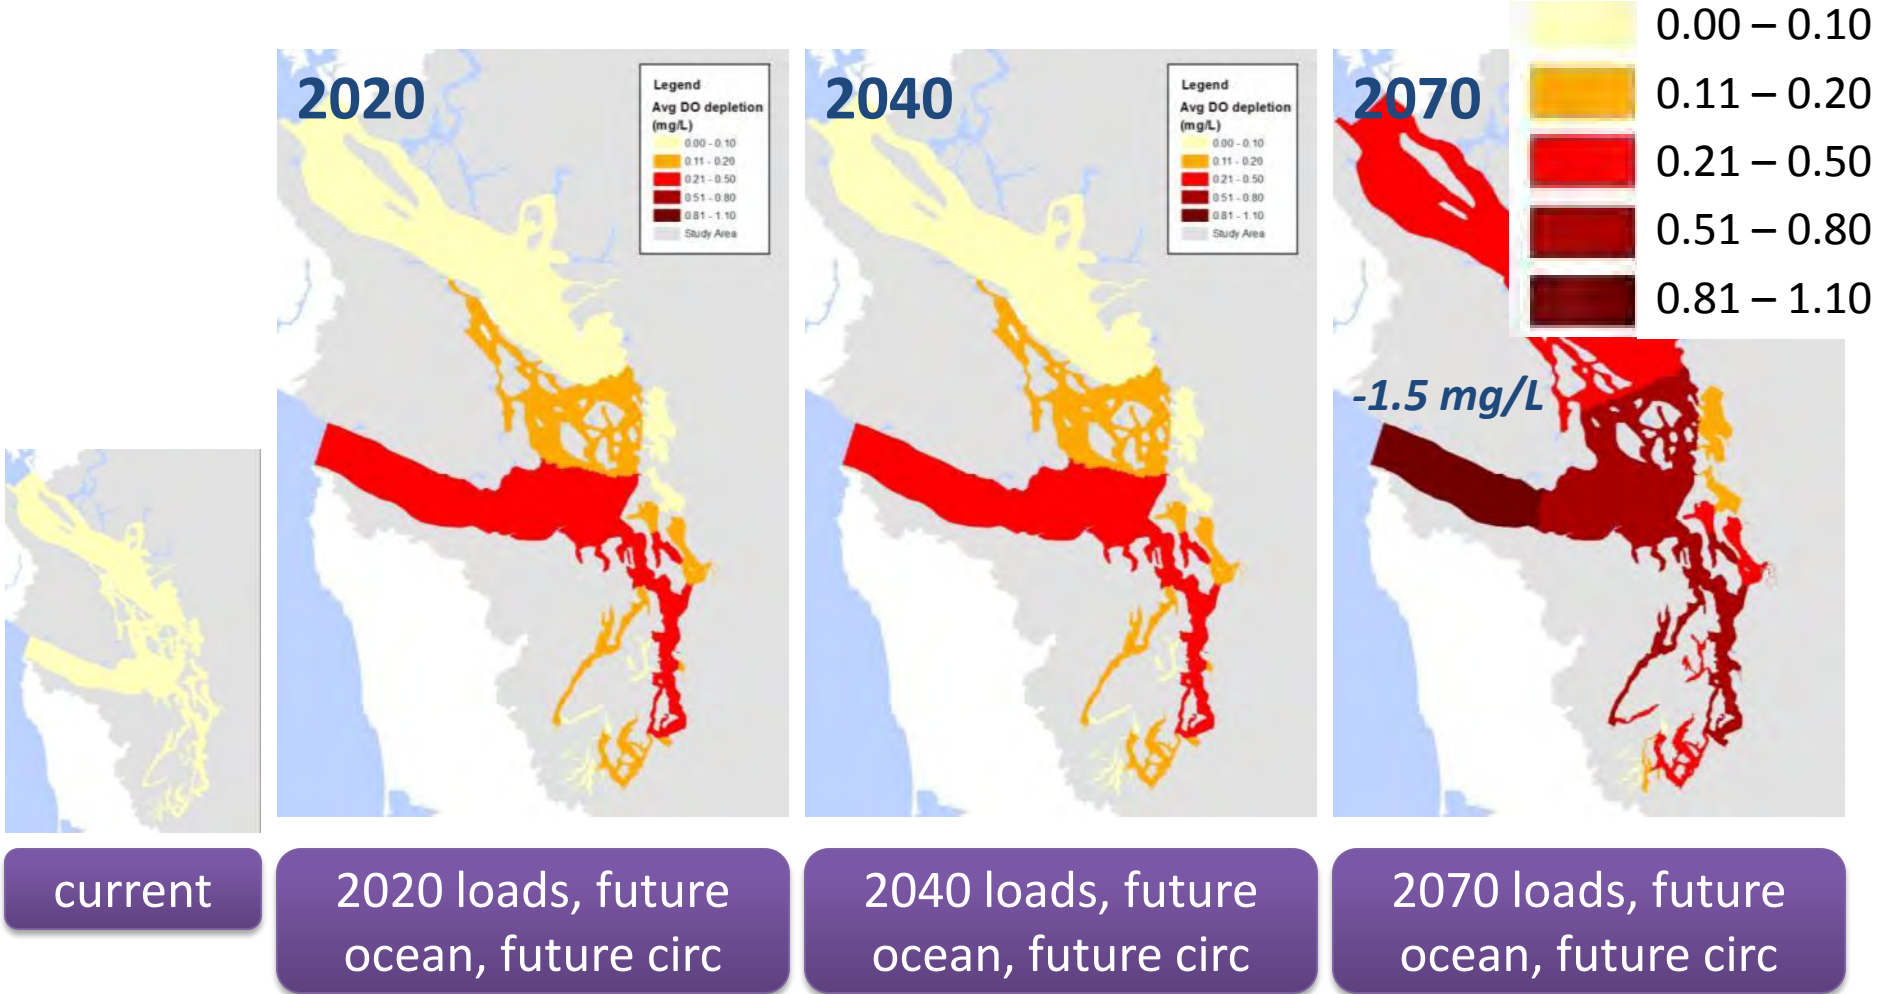 2020
Legend
Avg DO depletion
(mg/L)
0.00 - 0.10
0.11 - 0.20
0.21 - 0.50
0.51 - 0.80
0.81 - 1.10
Study Area
2040
Legend
Avg DO depletion
(mg/L)
0.00 - 0.10
0.11 - 0.20
0.21 - 0.50
0.51 - 0.80
0.81 - 1.10
Study Area
2070
0.00 – 0.10
0.11 – 0.20
0.21 – 0.50
0.51 – 0.80
0.81 – 1.10
-1.5 mg/L
current
2020 loads, future
ocean, future circ
2040 loads, future
ocean, future circ
2070 loads, future
ocean, future circ